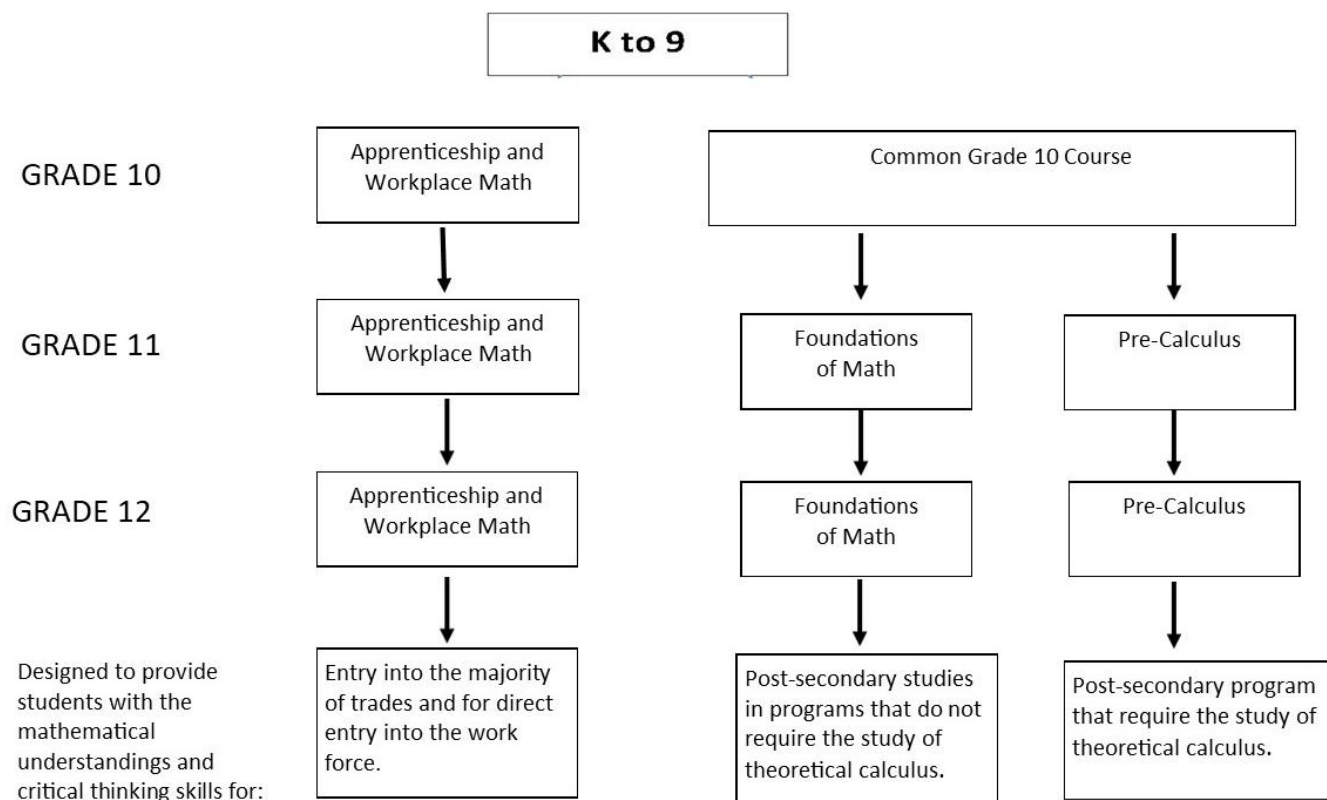 K to 9
GRADE 10
Apprenticeship and
Workplace Math
Common Grade 10 Course
GRADE 11
Apprenticeship and
Workplace Math
Foundations
of Math
Pre-Calculus
GRADE 12
Apprenticeship and
Workplace Math
Foundations
of Math
Pre-Calculus
Designed to provide
students with the
mathematical
understandings and
critical thinking skills for:
Entry into the majority
of trades and for direct
entry into the work
force.
Post-secondary studies
in programs that do not
require the study of
theoretical calculus.
Post-secondary program
that require the study of
theoretical calculus.